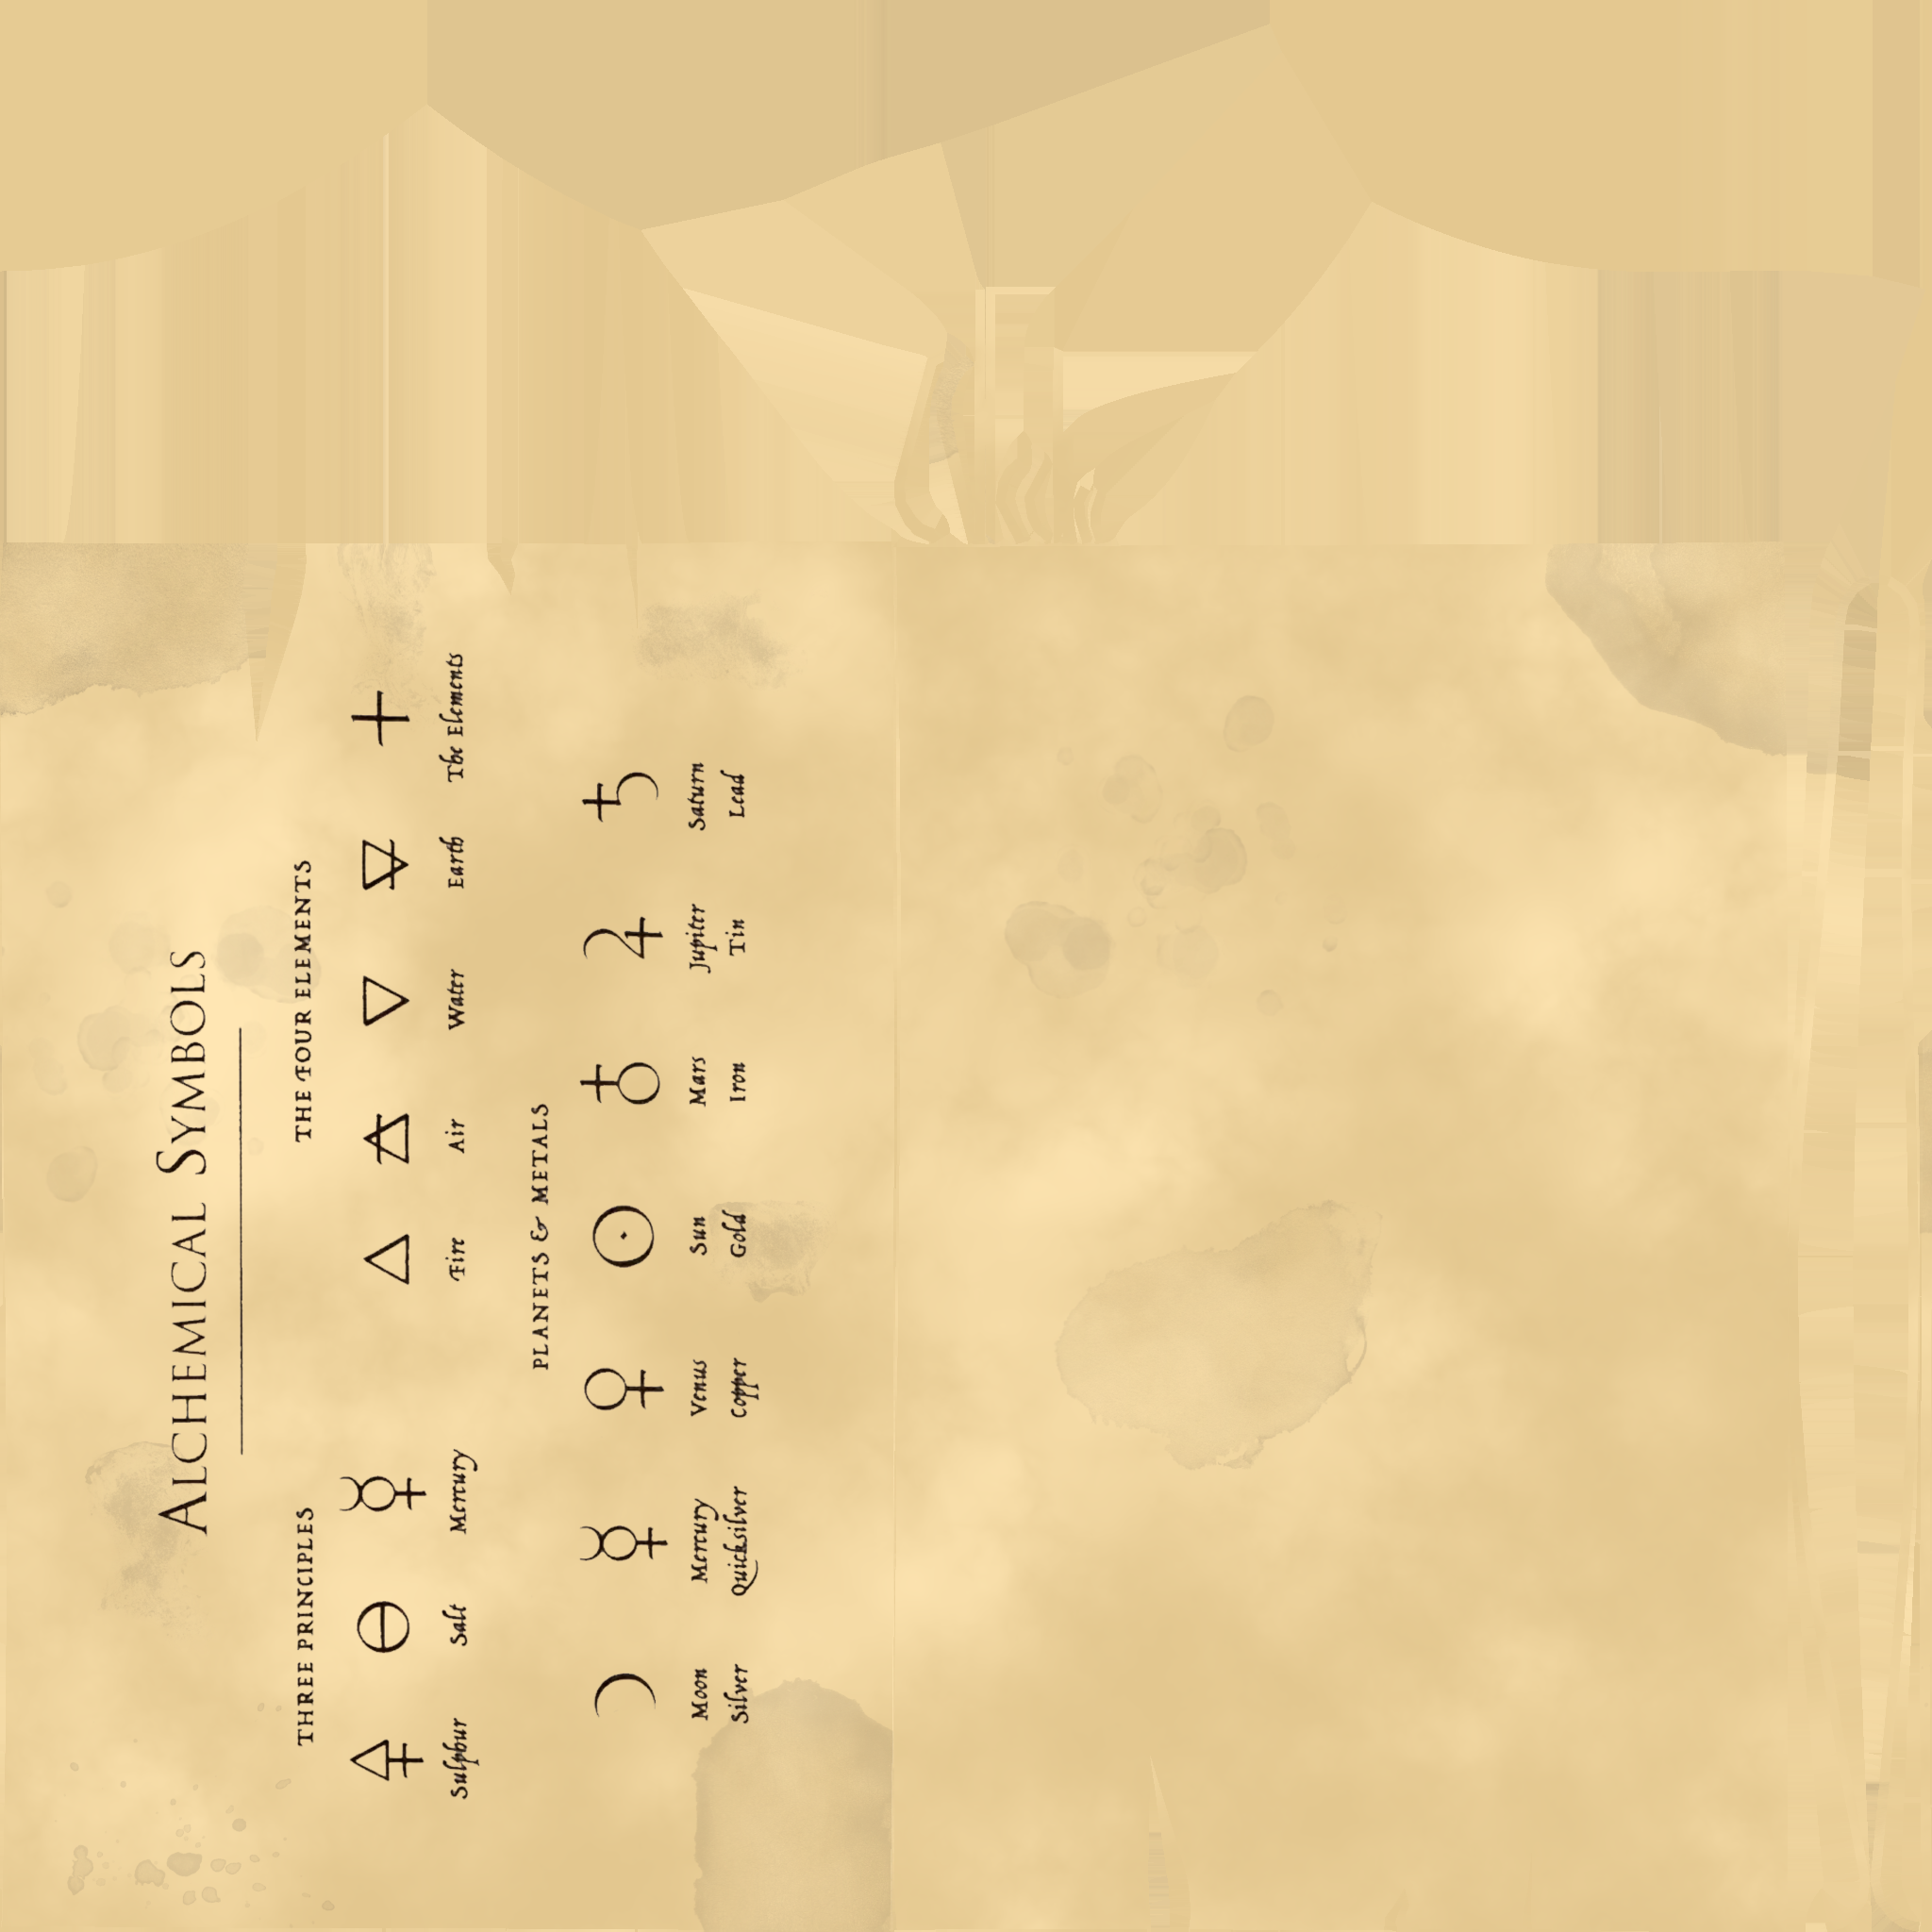 ALCHEMICAL SYMBOLS
THREE PRINCIPLES
Sulphur Salt Mercury
THE FOUR ELEMENTS
Fire Air Water Earth The Elements
PLANETS & METALS
Moon Mercury Venus Sun Mars Jupiter Saturn
Silver Quicksilver Copper Gold Iron Tin Lead